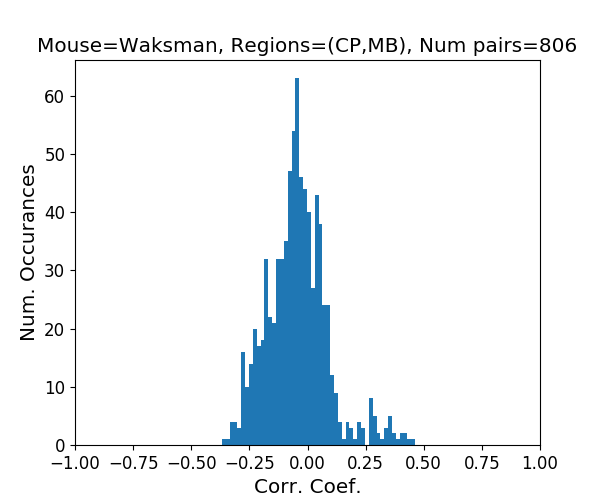 Mouse=Waksman, Regions=(CP,MB), Num pairs=806
60
50
40
30
20
10
0
Num. Occurances
−1.00 −0.75 −0.50 −0.25 0.00 0.25 0.50 0.75 1.00
Corr. Coef.